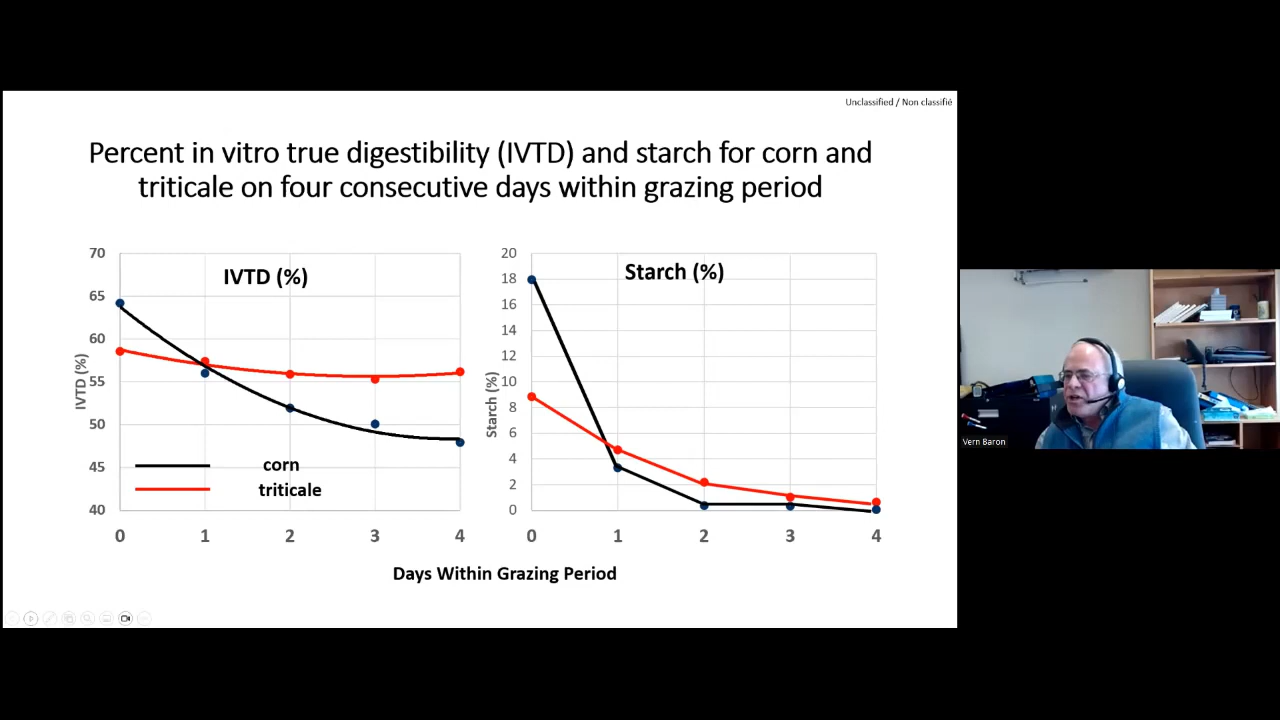 Unclassified / Non classifié
Percent in vitro true digestibility (IVTD) and starch for corn and
triticale on four consecutive days within grazing period
IVTD (%)
IVTD (%)
70
65
60
55
50
45
40
corn
triticale
0 1 2 3 4
Starch (%)
Starch (%)
20
18
16
14
12
10
8
6
4
2
0
0 1 2 3 4
Days Within Grazing Period
Vern Baron